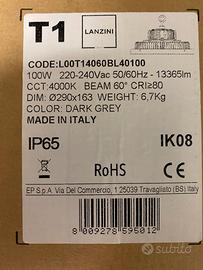 T1
LANZINI
CODE:L00T14060BL40100
100W 220-240Vac 50/60Hz - 13365lm
CCT:4000K BEAM 60° CRI≥80
DIM: Ø290x163 WEIGHT: 6,7Kg
COLOR: DARK GREY
MADE IN ITALY
IP65
IK08
CE
RoHS
EP S.p.A. Via Del Commercio, 1 25039 Travagliato (BS) Italy
8 009278 595012
subito